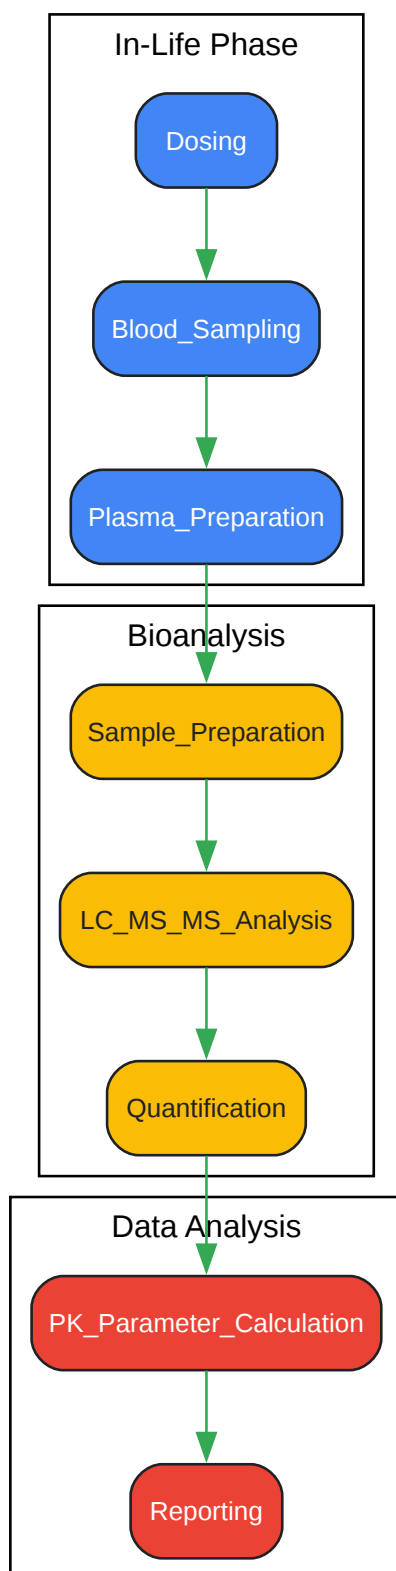 In-Life Phase
Dosing
Blood_Sampling
Plasma_Preparation
Bioanalysis
Sample_Preparation
LC_MS_MS_Analysis
Quantification
Data Analysis
PK_Parameter_Calculation
Reporting